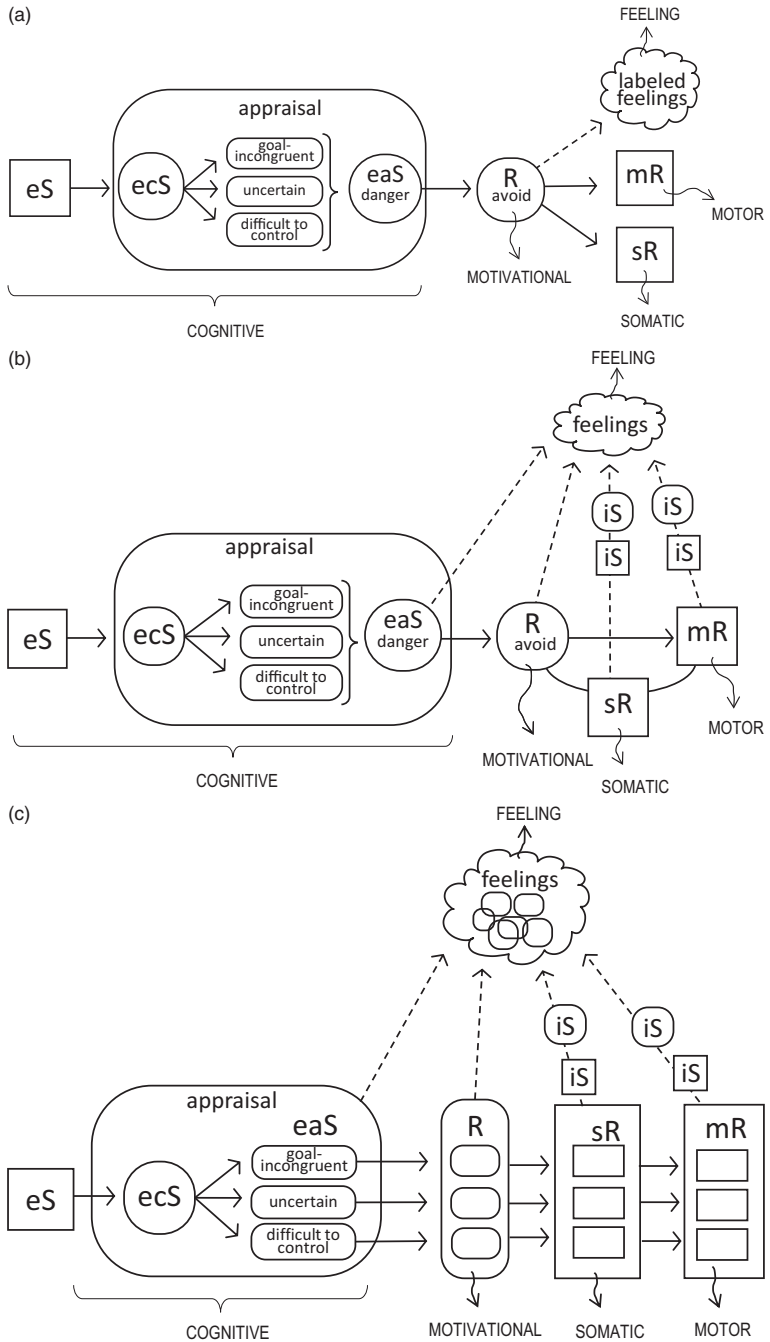 (a)
FEELING
labeled
feelings
appraisal
goal-
incongruent
eS
ecS
uncertain
eaS
danger
R
avoid
mR
MOTOR
difficult to
control
sR
MOTIVATIONAL
SOMATIC
COGNITIVE
(b)
FEELING
feelings
iS
iS
iS
iS
appraisal
goal-
incongruent
eS
ecS
uncertain
eaS
danger
R
avoid
mR
difficult to
control
sR
MOTOR
MOTIVATIONAL
SOMATIC
COGNITIVE
(c)
FEELING
feelings
iS
iS
iS
iS
appraisal
eaS
R
sR
mR
goal-
incongruent
eS
ecS
uncertain
difficult to
control
MOTIVATIONAL
SOMATIC
MOTOR
COGNITIVE